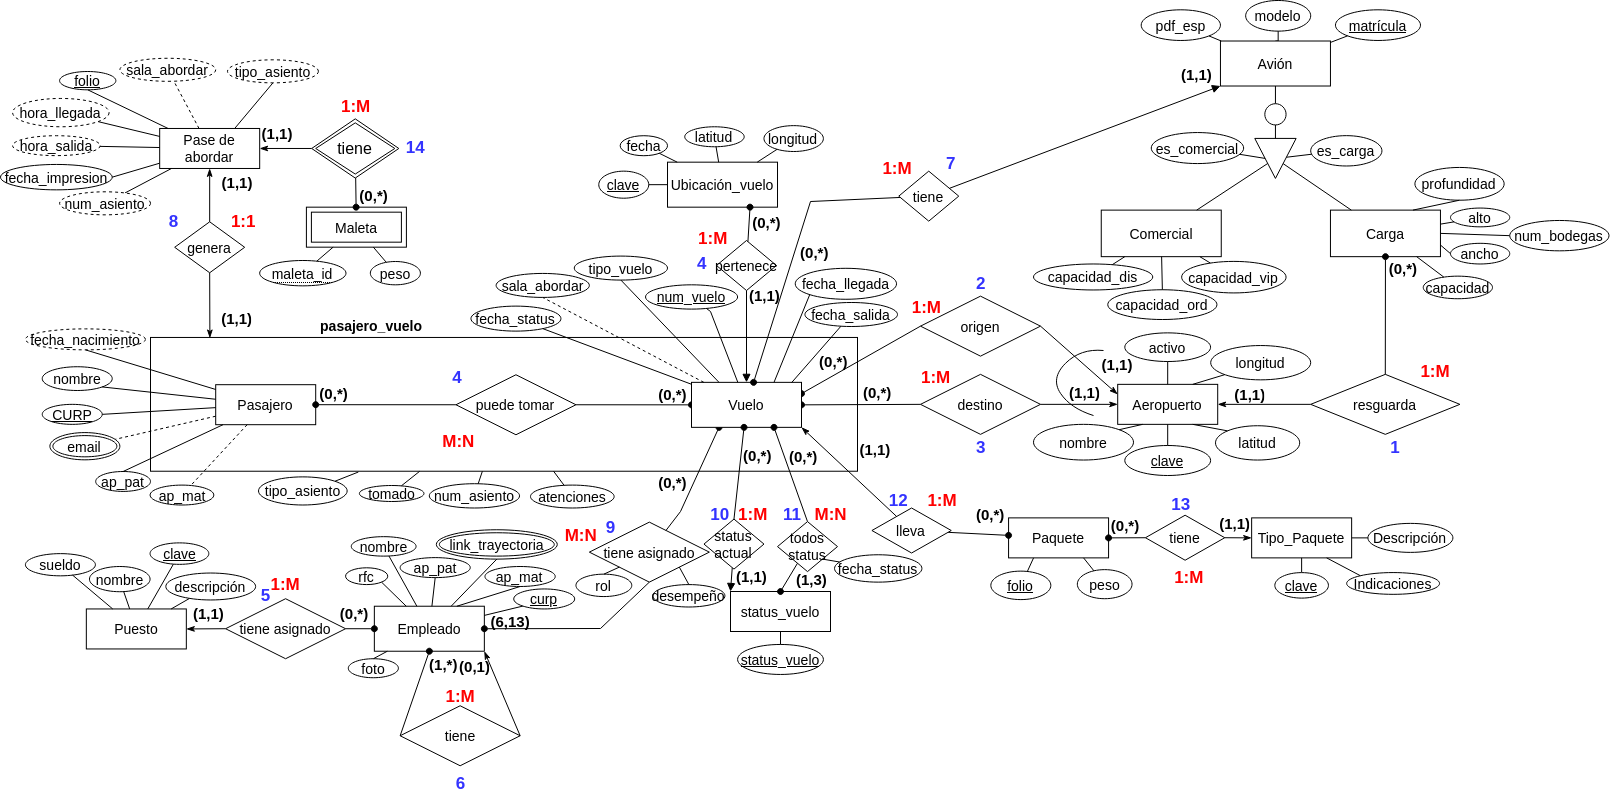 pdf_esp
modelo
matrícula
Avión
(1,1)
folio
sala_abordar
tipo_asiento
hora_llegada
hora_salida
fecha_impresion
num_asiento
Pase de
abordar
(1,1)
1:M
tiene
14
(0,*)
Maleta
maleta_id
peso
(1,1)
8
1:1
genera
(1,1)
fecha
latitud
longitud
clave
Ubicación_vuelo
(0,*)
1:M
4
pertenece
(1,1)
1:M
7
tiene
(0,*)
es_comercial
es_carga
Comercial
capacidad_dis
capacidad_ord
capacidad_vip
profundidad
alto
num_bodegas
ancho
capacidad
Carga
(0,*)
sala_abordar
tipo_vuelo
num_vuelo
fecha_status
fecha_llegada
fecha_salida
2
1:M
origen
(0,*)
(1,1)
pasajero_vuelo
fecha_nacimiento
nombre
CURP
email
ap_pat
ap_mat
Pasajero
(0,*)
4
puede tomar
M:N
(0,*)
Vuelo
(0,*)
1:M
destino
3
(1,1)
activo
longitud
Aeropuerto
nombre
clave
latitud
(1,1)
1:M
resguarda
1
tipo_asiento
tomado
num_asiento
atenciones
(0,*)
(0,*)
(0,*)
(1,1)
12
1:M
lleva
(0,*)
Paquete
folio
peso
(0,*)
13
tiene
1:M
(1,1)
Tipo_Paquete
Descripción
clave
Indicaciones
9
M:N
tiene asignado
rol
desempeño
10
1:M
status
actual
(1,1)
11
M:N
todos
status
fecha_status
(1,3)
status_vuelo
status_vuelo
sueldo
nombre
clave
descripción
Puesto
(1,1)
5
1:M
tiene asignado
(0,*)
nombre
link_trayectoria
rfc
ap_pat
ap_mat
curp
Empleado
(6,13)
foto
(1,*)
(0,1)
1:M
tiene
6